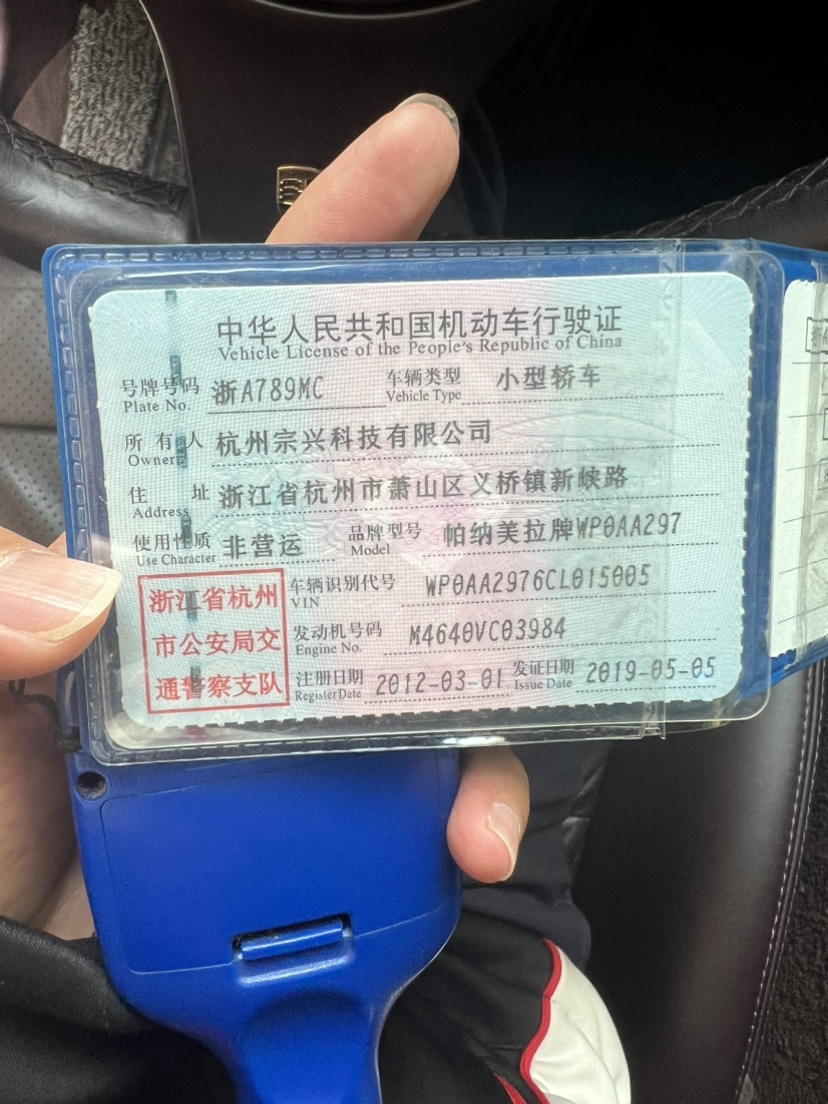 中华人民共和国机动车行驶证
Vehicle License of the People's Republic of China
号牌号码 浙A789MC 车辆类型 小型轿车
Plate No. Vehicle Type
所有人 杭州宗兴科技有限公司
Owner
住址 浙江省杭州市萧山区义桥镇新峡路
Address
使用性质 非营运 品牌型号 帕纳美拉牌WP0AA297
Use Character Model
浙江省杭州
市公安局交
通警察支队
车辆识别代号 WP0AA2976CL015005
VIN
发动机号码 M4640VC03984
Engine No.
注册日期 2012-03-01 发证日期 2019-05-05
Register Date Issue Date